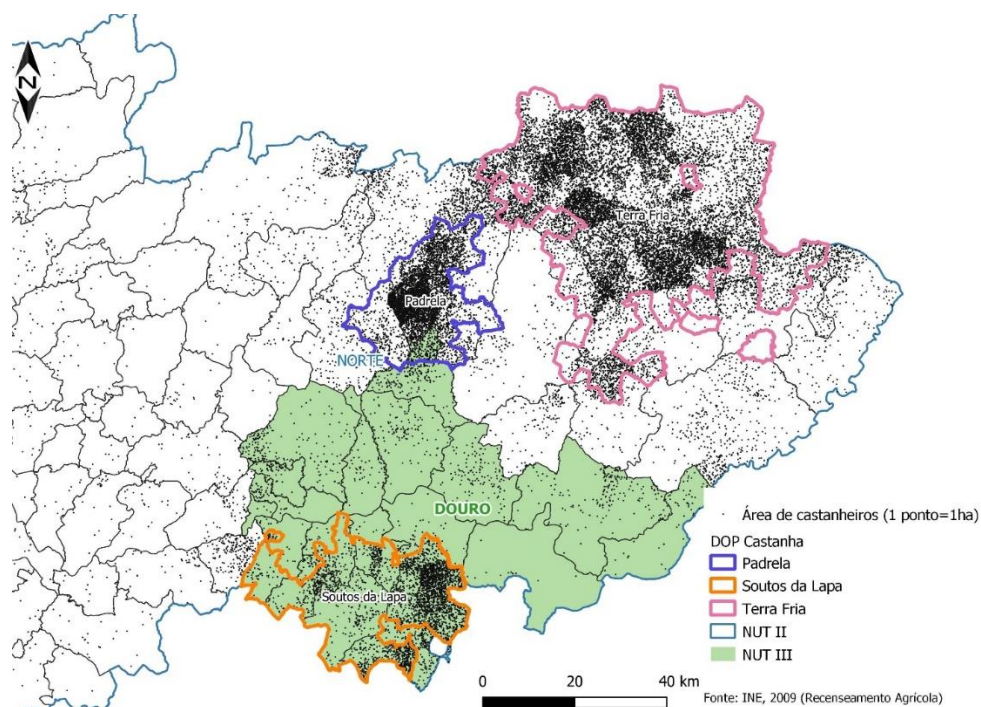 N
Terra Fria
Padrela
NORTE
DOURO
Soutos da Lapa
Área de castanheiros (1 ponto=1ha)
DOP Castanha
Padrela
Soutos da Lapa
Terra Fria
NUT II
NUT III
0 20 40 km
Fonte: INE, 2009 (Recenseamento Agrícola)